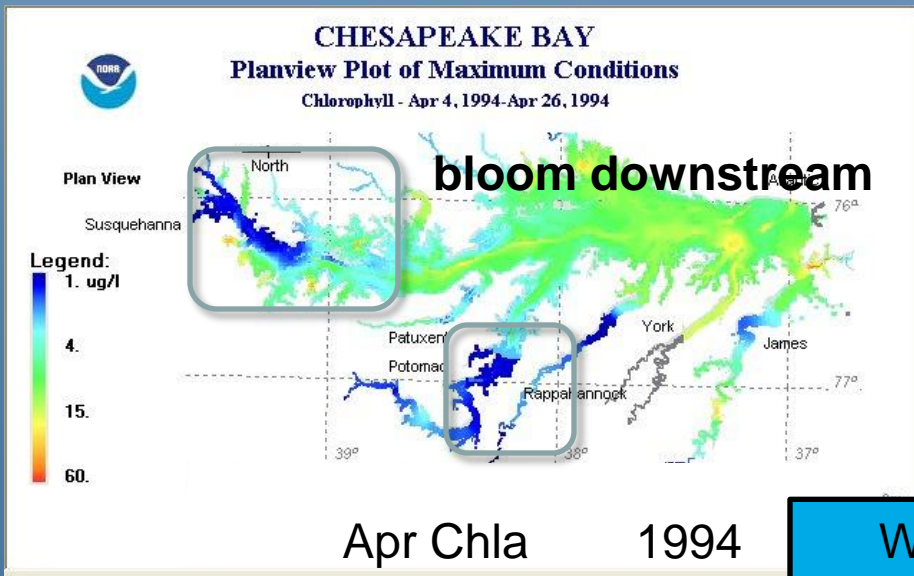 CHESAPEAKE BAY
Planview Plot of Maximum Conditions
Chlorophyll - Apr 4, 1994-Apr 26, 1994
Plan View
North
bloom downstream
76°
Susquehanna
Legend:
1. ug/l
4.
15.
60.
Patuxent
York
James
Potomac
Rappahannock
77°
39°
38°
37°
Apr Chla 1994
W